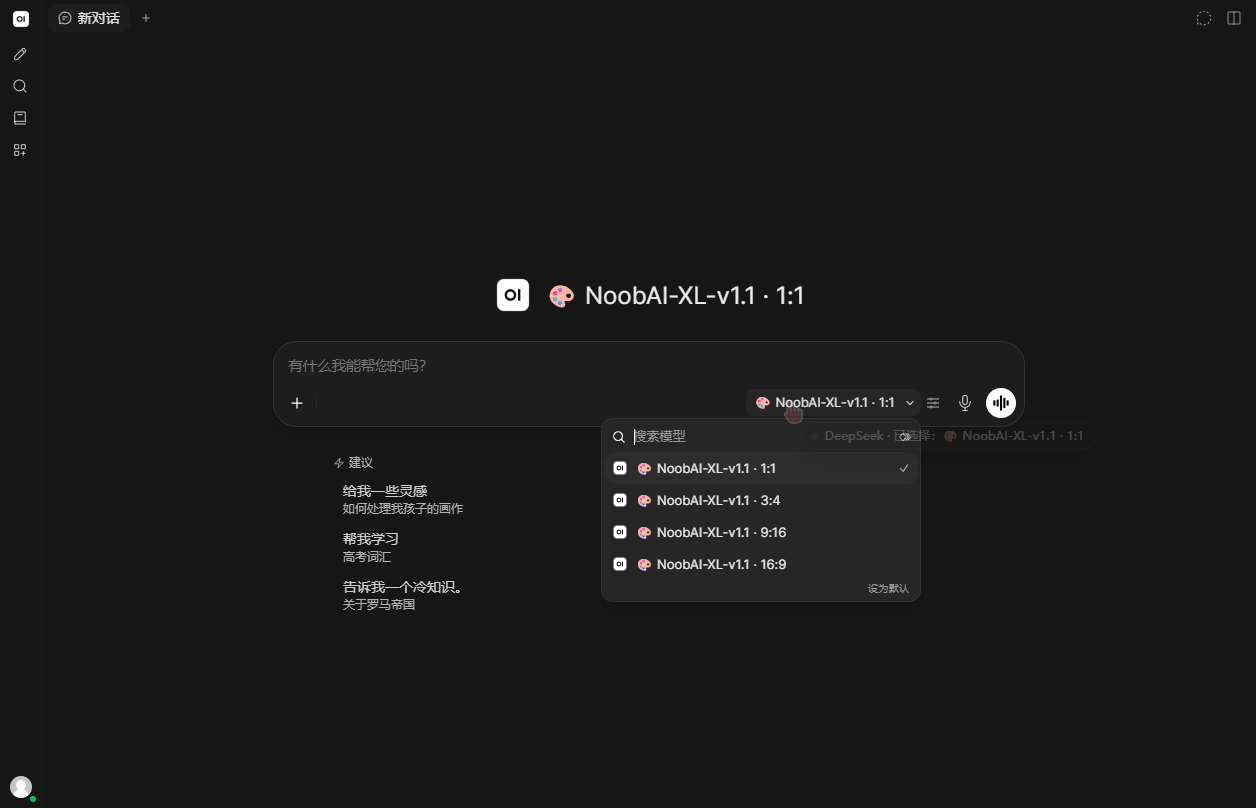 OI 新对话
OI NoobAI-XL-v1.1 · 1:1
有什么我能帮您的吗?
NoobAI-XL-v1.1 · 1:1
搜索模型
DeepSeek · 已选择: NoobAI-XL-v1.1 · 1:1
OI NoobAI-XL-v1.1 · 1:1
OI NoobAI-XL-v1.1 · 3:4
OI NoobAI-XL-v1.1 · 9:16
OI NoobAI-XL-v1.1 · 16:9
设为默认
建议
给我一些灵感
如何处理我孩子的画作
帮我学习
高考词汇
告诉我一个冷知识。
关于罗马帝国